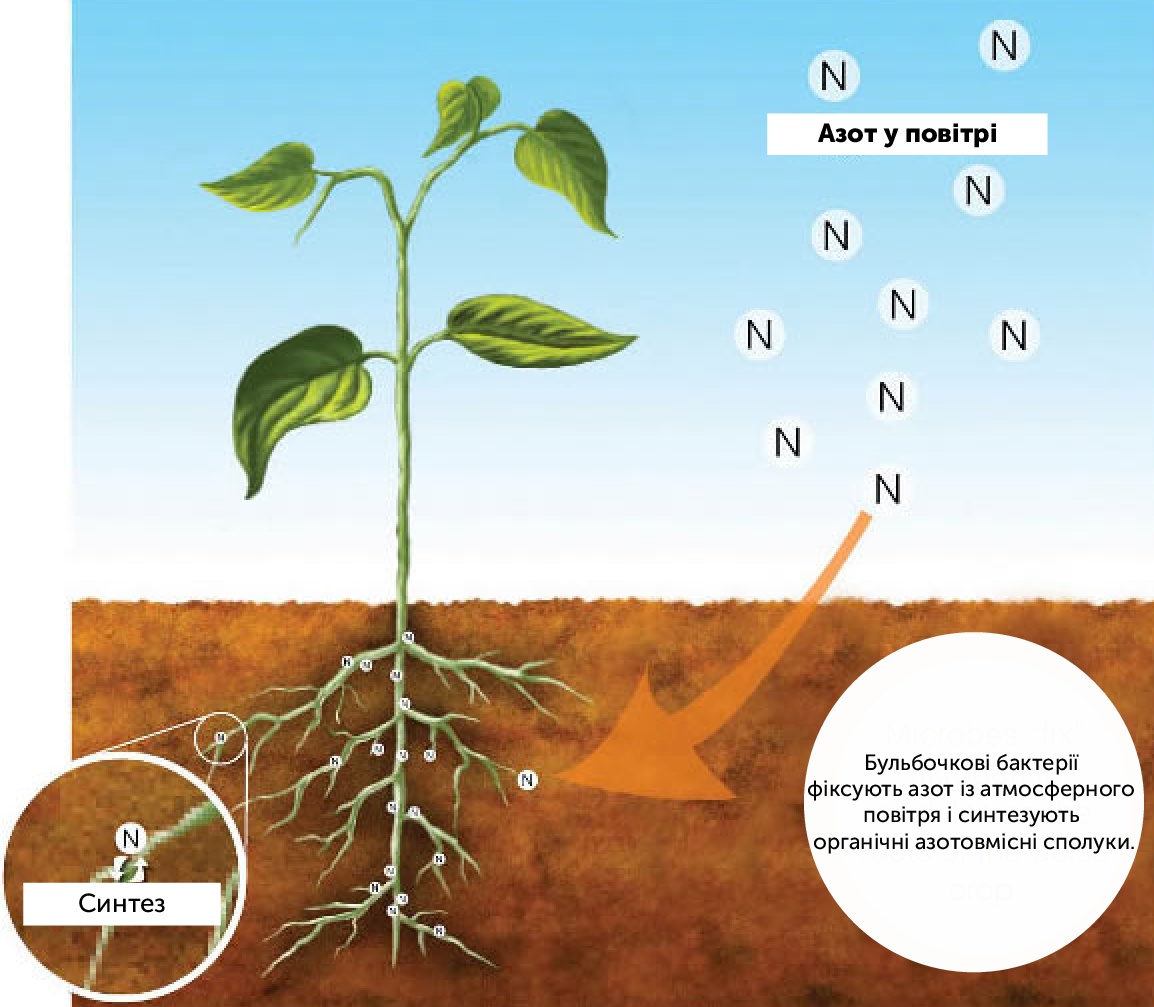 N
N
Азот у повітрі
N
N
N
N
N
N
N
N
N
N
N
Синтез
Бульбочкові бактерії
фіксують азот із атмосферного
повітря і синтезують
органічні азотовмісні сполуки.